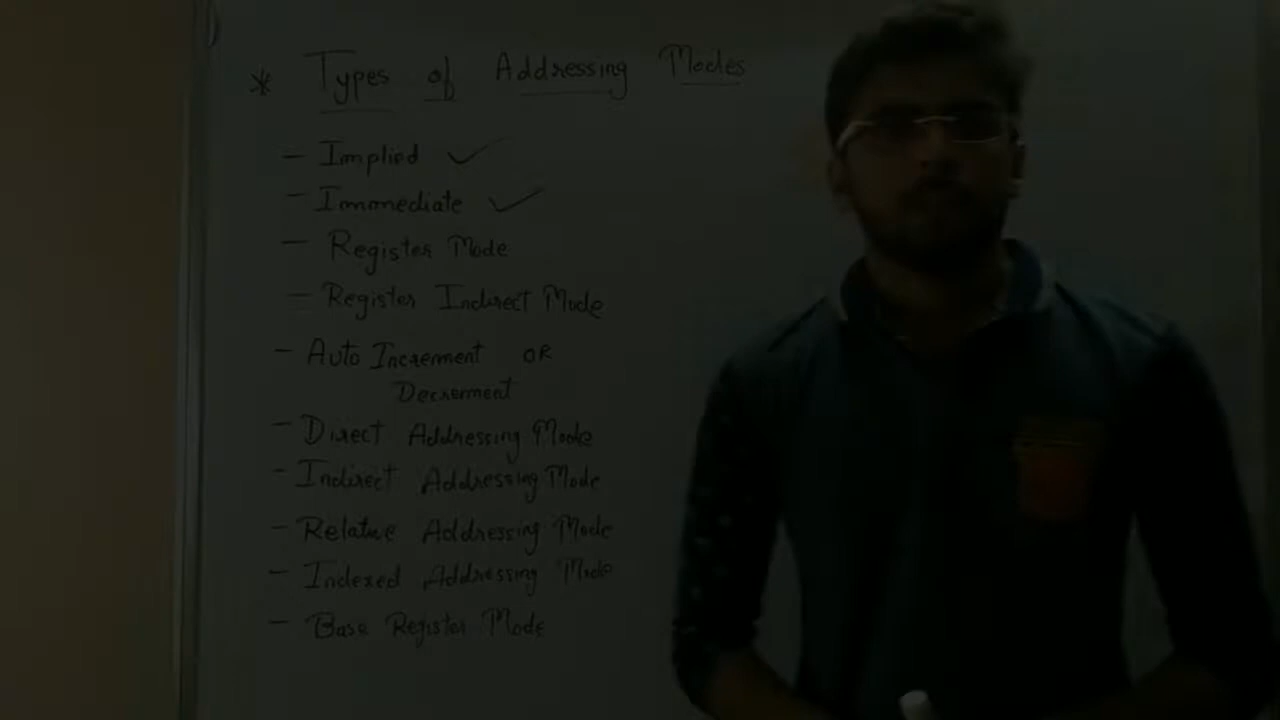 * Types of Addressing Modes
- Implied ✓
- Immediate ✓
- Register Mode
- Register Indirect Mode
- Auto Increment OR
Decrement
- Direct Addressing Mode
- Indirect Addressing Mode
- Relative Addressing Mode
- Indexed Addressing Mode
- Base Register Mode